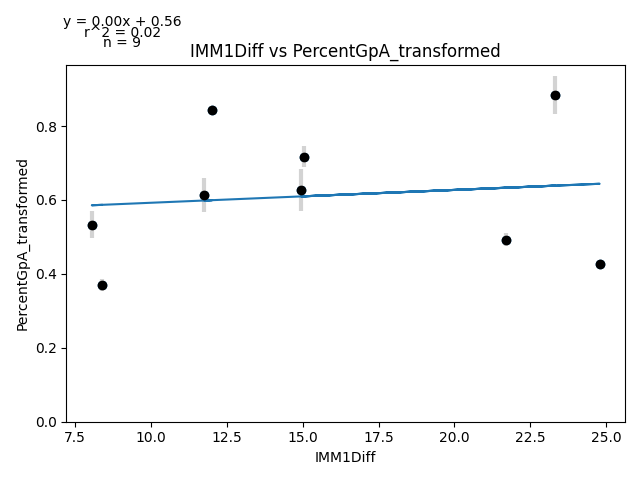 y = 0.00x + 0.56
r^2 = 0.02
n = 9
IMM1Diff vs PercentGpA_transformed
PercentGpA_transformed
0.8
0.6
0.4
0.2
0.0
7.5 10.0 12.5 15.0 17.5 20.0 22.5 25.0
IMM1Diff